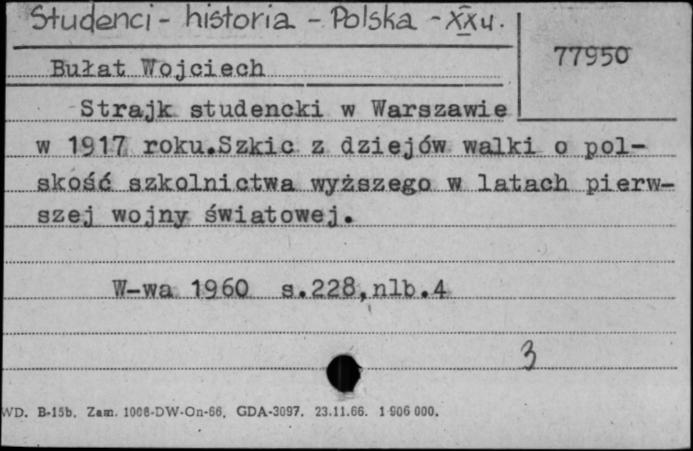 Studenci - historia - Polska - XX w.
77950
Bułat Wojciech
Strajk studencki w Warszawie
w 1917 roku.Szkic z dziejów walki o pol-
skość szkolnictwa wyższego w latach pierw-
szej wojny światowej.
W-wa 1960 s.228,nlb.4
3
WD. B-15b. Zam. 1006-DW-On-66. GDA-3097. 23.11.66. 1 906 000.